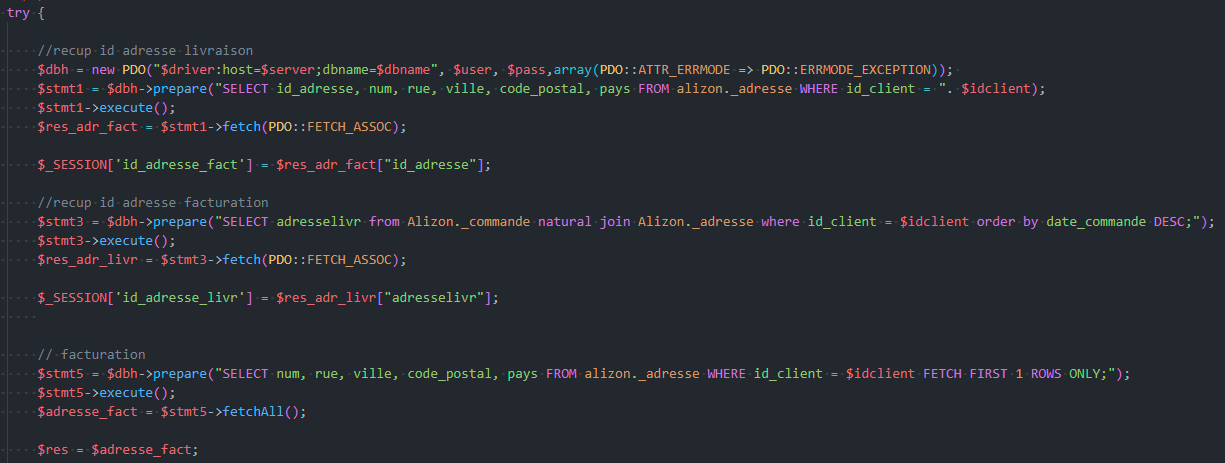 try {
//recup id adresse livraison
$dbh = new PDO("$driver:host=$server;dbname=$dbname", $user, $pass,array(PDO::ATTR_ERRMODE => PDO::ERRMODE_EXCEPTION));
$stmt1 = $dbh->prepare("SELECT id_adresse, num, rue, ville, code_postal, pays FROM alizon._adresse WHERE id_client = ". $idclient);
$stmt1->execute();
$res_adr_fact = $stmt1->fetch(PDO::FETCH_ASSOC);
$_SESSION['id_adresse_fact'] = $res_adr_fact["id_adresse"];
//recup id adresse facturation
$stmt3 = $dbh->prepare("SELECT adresselivr from Alizon._commande natural join Alizon._adresse where id_client = $idclient order by date_commande DESC;");
$stmt3->execute();
$res_adr_livr = $stmt3->fetch(PDO::FETCH_ASSOC);
$_SESSION['id_adresse_livr'] = $res_adr_livr["adresselivr"];
// facturation
$stmt5 = $dbh->prepare("SELECT num, rue, ville, code_postal, pays FROM alizon._adresse WHERE id_client = $idclient FETCH FIRST 1 ROWS ONLY;");
$stmt5->execute();
$adresse_fact = $stmt5->fetchAll();
$res = $adresse_fact;